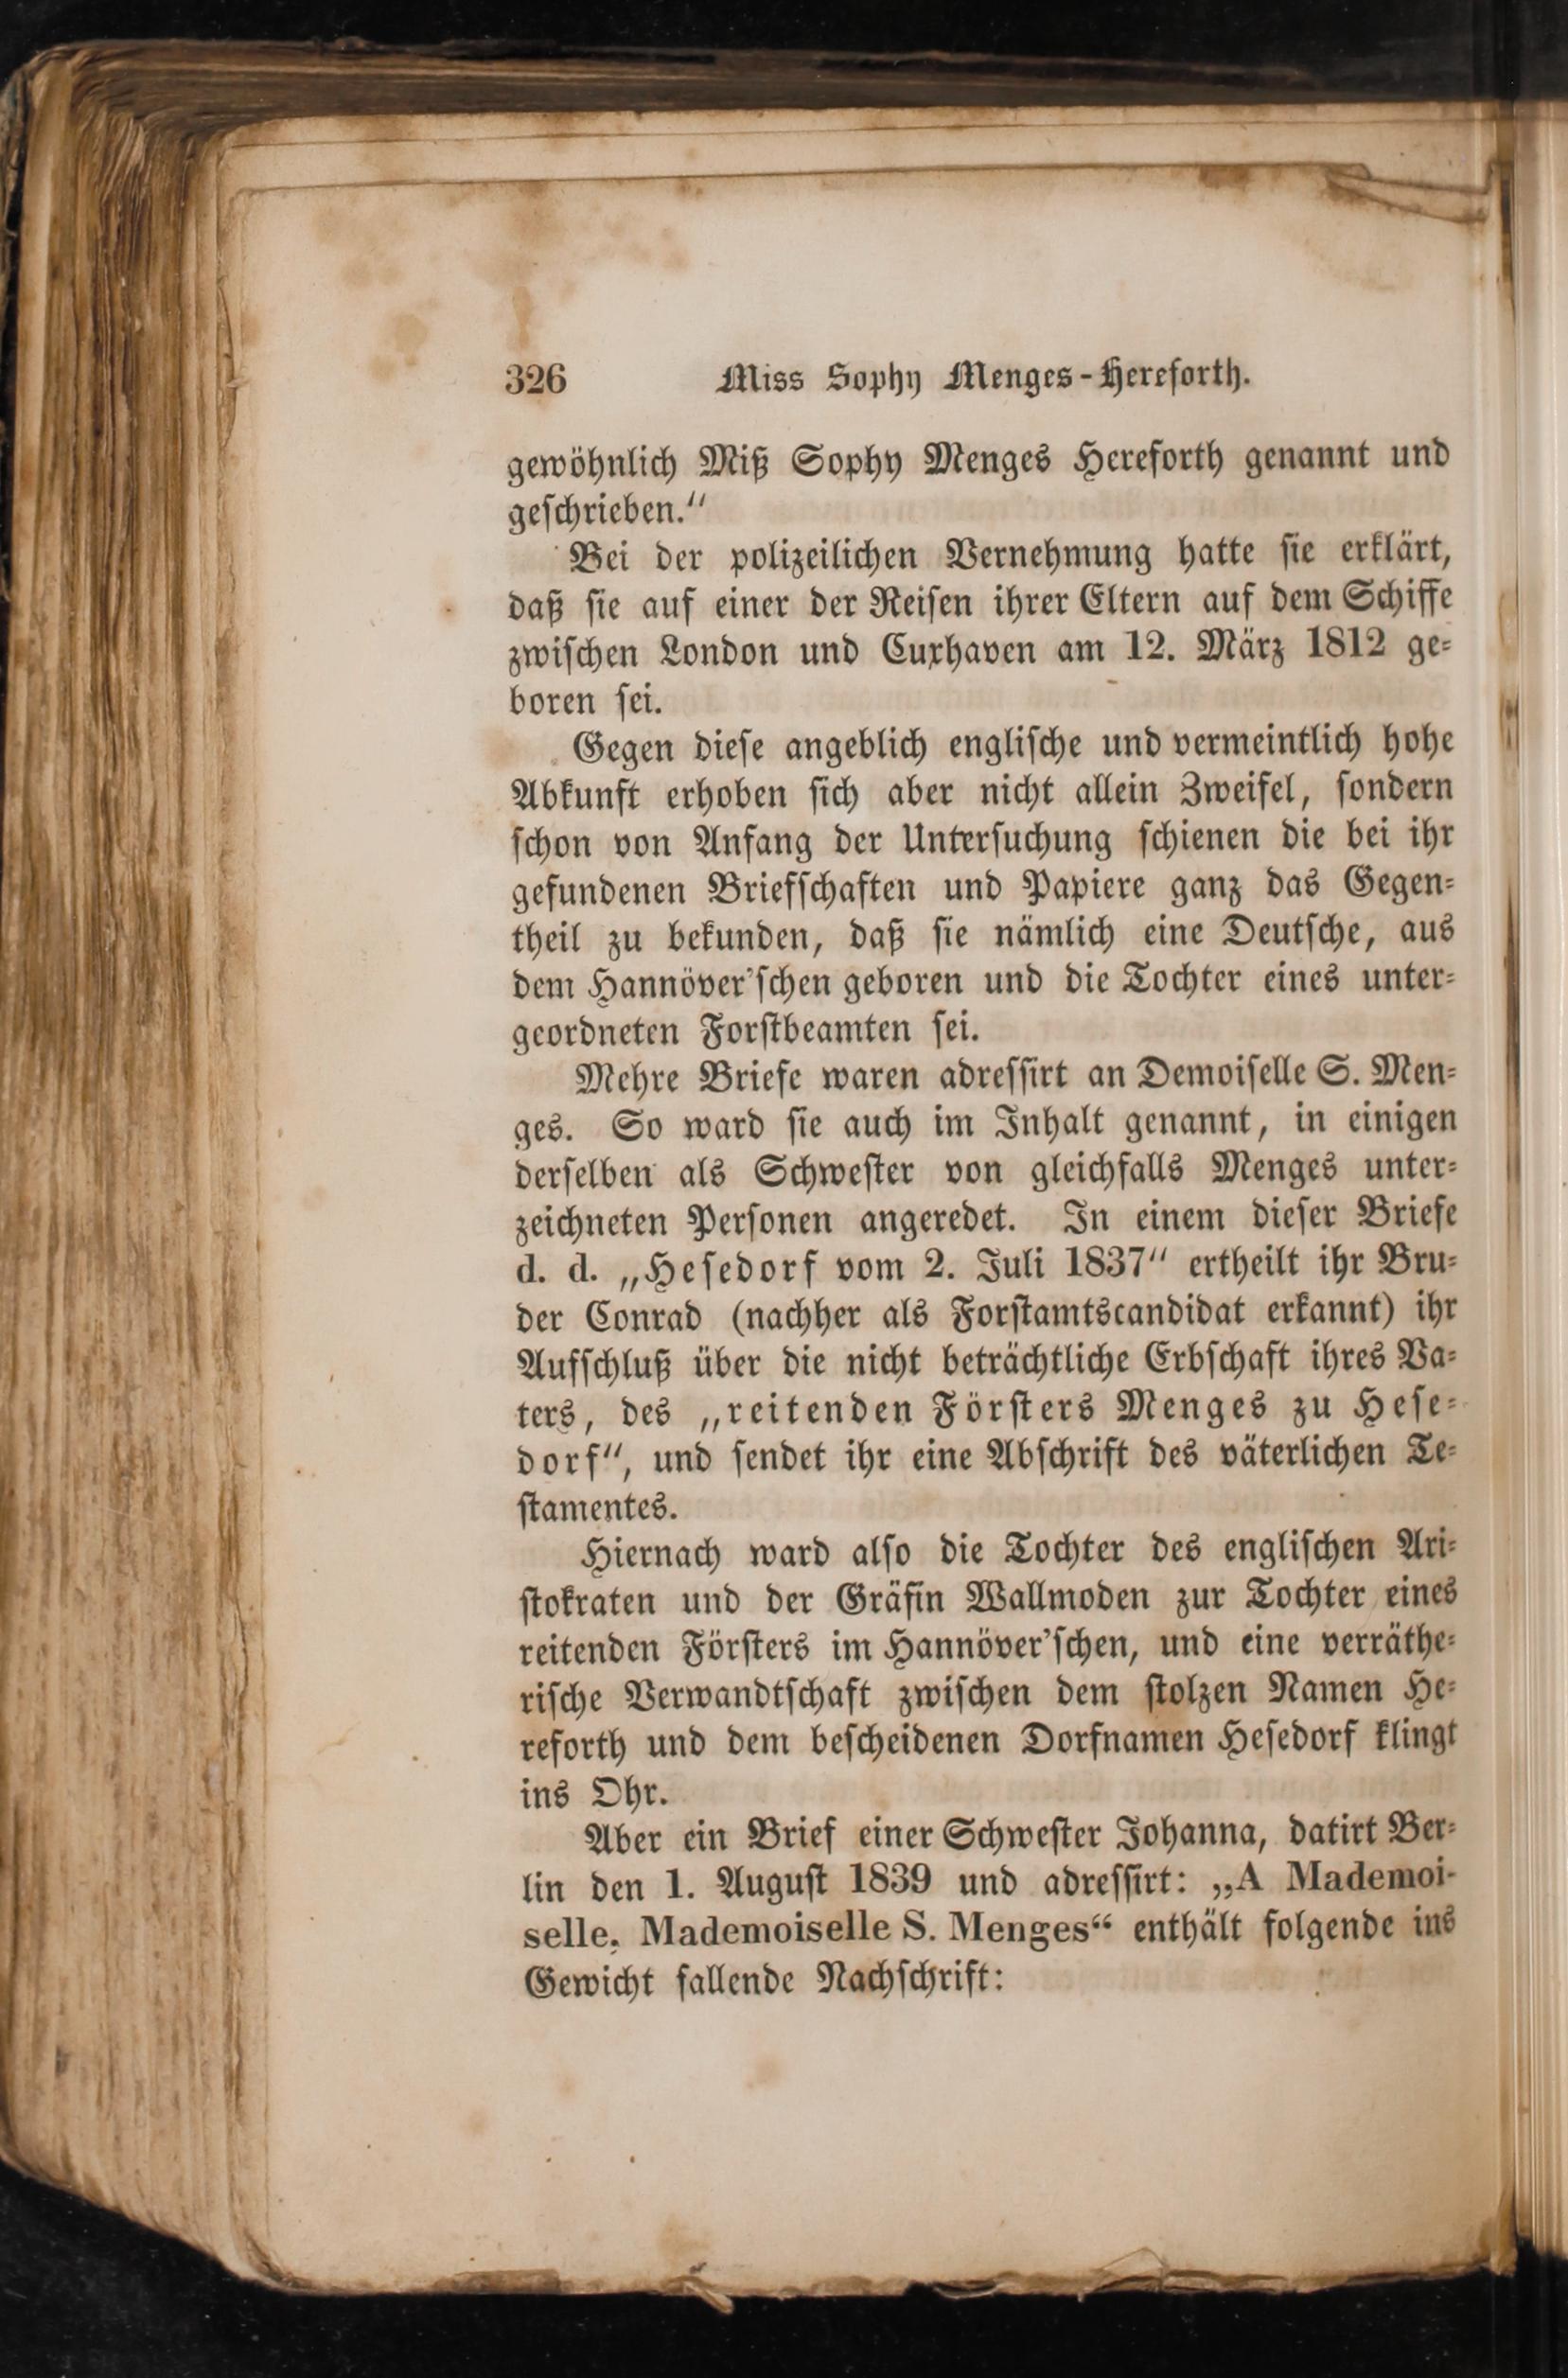 326 Miss Sophy Menges-Hereforth.
gewöhnlich Miß Sophy Menges Hereforth genannt und
geschrieben.“
Bei der polizeilichen Vernehmung hatte sie erklärt,
daß sie auf einer der Reisen ihrer Eltern auf dem Schiffe
zwischen London und Cuxhaven am 12. März 1812 ge-
boren sei.
Gegen diese angeblich englische und vermeintlich hohe
Abkunft erhoben sich aber nicht allein Zweifel, sondern
schon von Anfang der Untersuchung schienen die bei ihr
gefundenen Briefschaften und Papiere ganz das Gegen-
theil zu bekunden, daß sie nämlich eine Deutsche, aus
dem Hannöver'schen geboren und die Tochter eines unter-
geordneten Forstbeamten sei.
Mehre Briefe waren adressirt an Demoiselle S. Men-
ges. So ward sie auch im Inhalt genannt, in einigen
derselben als Schwester von gleichfalls Menges unter-
zeichneten Personen angeredet. In einem dieser Briefe
d. d. „Hesedorf vom 2. Juli 1837“ ertheilt ihr Bru-
der Conrad (nachher als Forstamtscandidat erkannt) ihr
Aufschluß über die nicht beträchtliche Erbschaft ihres Va-
ters, des „reitenden Försters Menges zu Hese-
dorf“, und sendet ihr eine Abschrift des väterlichen Te-
stamentes.
Hiernach ward also die Tochter des englischen Ari-
stokraten und der Gräfin Wallmoden zur Tochter eines
reitenden Försters im Hannöver'schen, und eine verräthe-
rische Verwandtschaft zwischen dem stolzen Namen He-
reforth und dem bescheidenen Dorfnamen Hesedorf klingt
ins Ohr.
Aber ein Brief einer Schwester Johanna, datirt Ber-
lin den 1. August 1839 und adressirt: „A Mademoi-
selle, Mademoiselle S. Menges“ enthält folgende ins
Gewicht fallende Nachschrift: